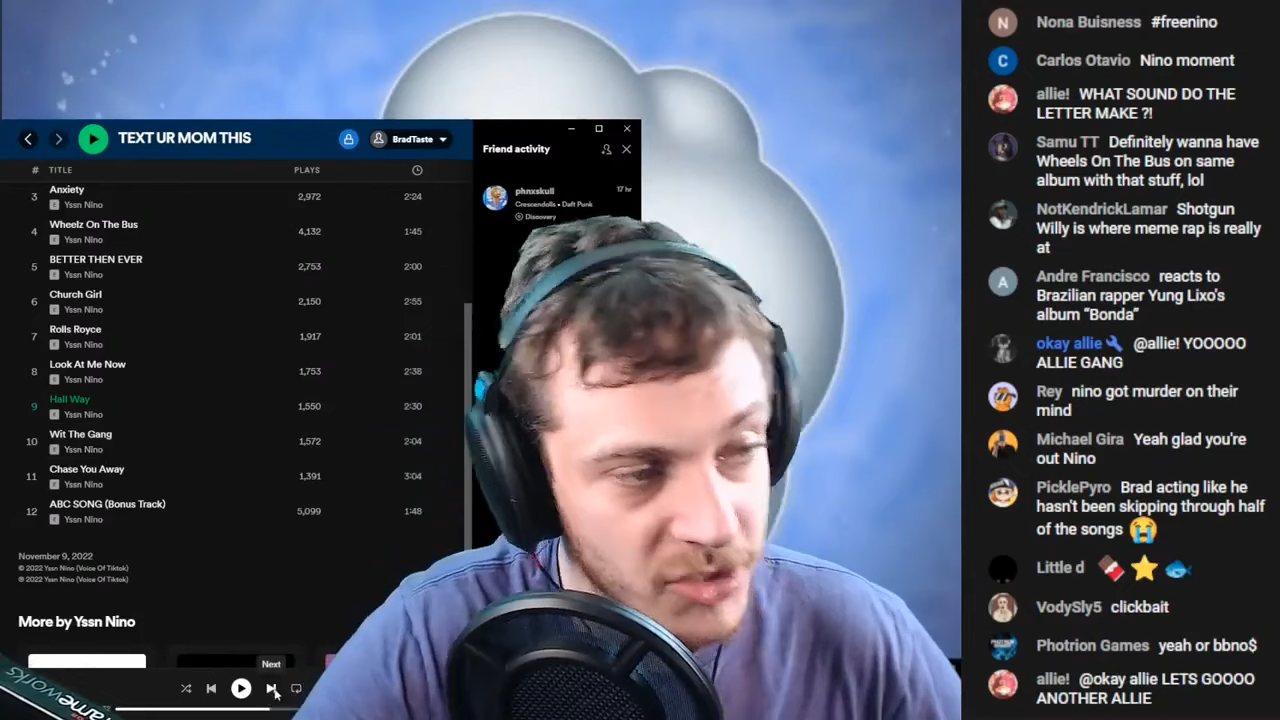 TEXT UR MOM THIS
BradTaste
# TITLE PLAYS
3 Anxiety 2,972 2:24
Yssn Nino
4 Wheelz On The Bus 4,132 1:45
E Yssn Nino
5 BETTER THEN EVER 2,753 2:00
E Yssn Nino
6 Church Girl 2,150 2:55
E Yssn Nino
7 Rolls Royce 1,917 2:01
E Yssn Nino
8 Look At Me Now 1,753 2:38
E Yssn Nino
9 Hall Way 1,550 2:30
E Yssn Nino
10 Wit The Gang 1,572 2:04
E Yssn Nino
11 Chase You Away 1,391 3:04
E Yssn Nino
12 ABC SONG (Bonus Track) 5,099 1:48
E Yssn Nino
November 9, 2022
© 2022 Yssn Nino (Voice Of Tiktok)
℗ 2022 Yssn Nino (Voice Of Tiktok)
More by Yssn Nino
Next
Friend activity
phnxskull 17 hr
Crescendolls • Daft Punk
Discovery
N Nona Buisness #freenino
C Carlos Otavio Nino moment
allie! WHAT SOUND DO THE
LETTER MAKE ?!
Samu TT Definitely wanna have
Wheels On The Bus on same
album with that stuff, lol
NotKendrickLamar Shotgun
Willy is where meme rap is really
at
A Andre Francisco reacts to
Brazilian rapper Yung Lixo's
album “Bonda”
okay allie @allie! YOOOOO
ALLIE GANG
Rey nino got murder on their
mind
Michael Gira Yeah glad you're
out Nino
PicklePyro Brad acting like he
hasn't been skipping through half
of the songs 😭
Little d 🍫⭐🐟
VodySly5 clickbait
Photrion Games yeah or bbno$
allie! @okay allie LETS GOOOO
ANOTHER ALLIE